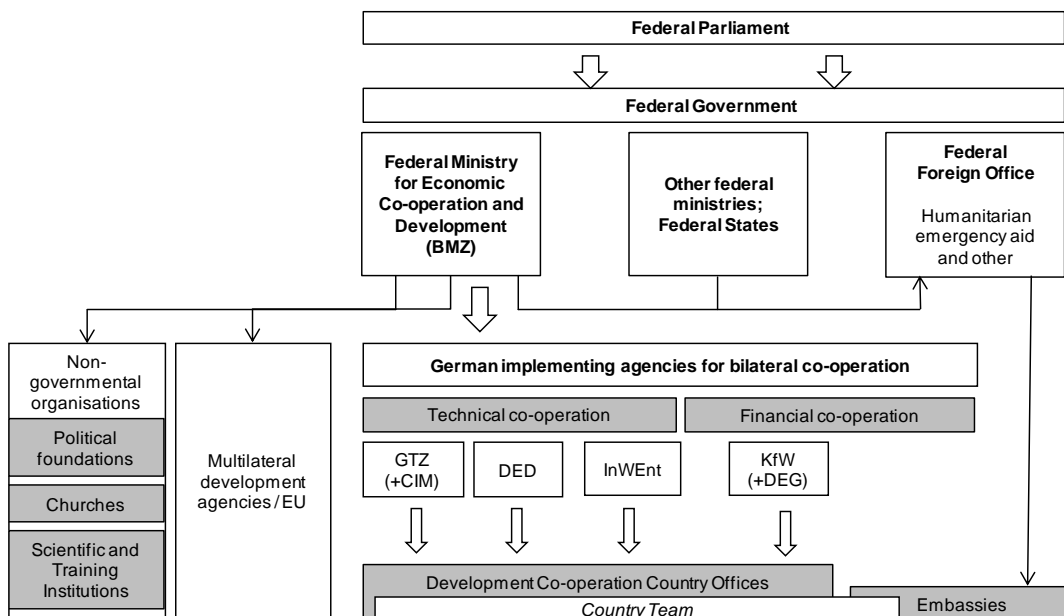 Federal Parliament
Federal Government
Federal Ministry
for Economic
Co-operation and
Development
(BMZ)
Other federal
ministries;
Federal States
Federal
Foreign Office
Humanitarian
emergency aid
and other
Non-
governmental
organisations
Political
foundations
Churches
Scientific and
Training
Institutions
Multilateral
development
agencies / EU
German implementing agencies for bilateral co-operation
Technical co-operation
Financial co-operation
GTZ
(+CIM)
DED
InWEnt
KfW
(+DEG)
Development Co-operation Country Offices
Country Team
Embassies